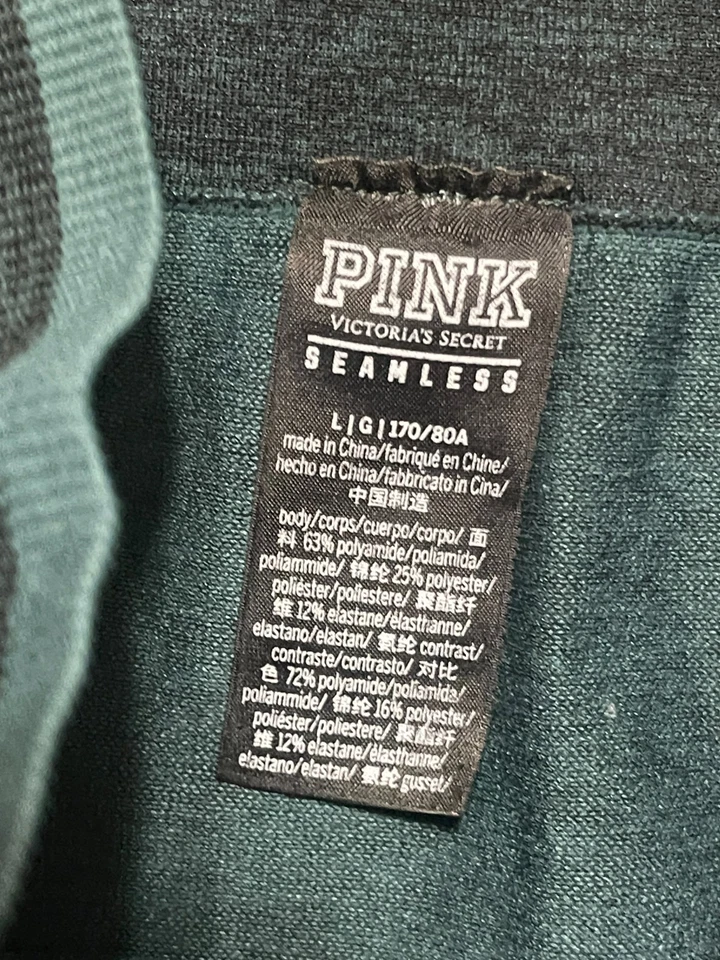 PINK
VICTORIA'S SECRET
SEAMLESS
L|G|170/80A
made in China/fabriqué en Chine/
hecho en China/fabbricato in Cina/
中国制造
body/corps/cuerpo/corpo/ 面
料 63% polyamide/poliamida/
poliammide/ 锦纶 25% polyester/
poliéster/poliestere/ 聚酯纤
维 12% elastane/élasthanne/
elastano/elastan/ 氨纶 contrast/
contraste/contrasto/ 对比
色 72% polyamide/poliamida/
poliammide/ 锦纶 16% polyester/
poliéster/poliestere/ 聚酯纤
维 12% elastane/élasthanne/
elastano/elastan/ 氨纶 gusset/